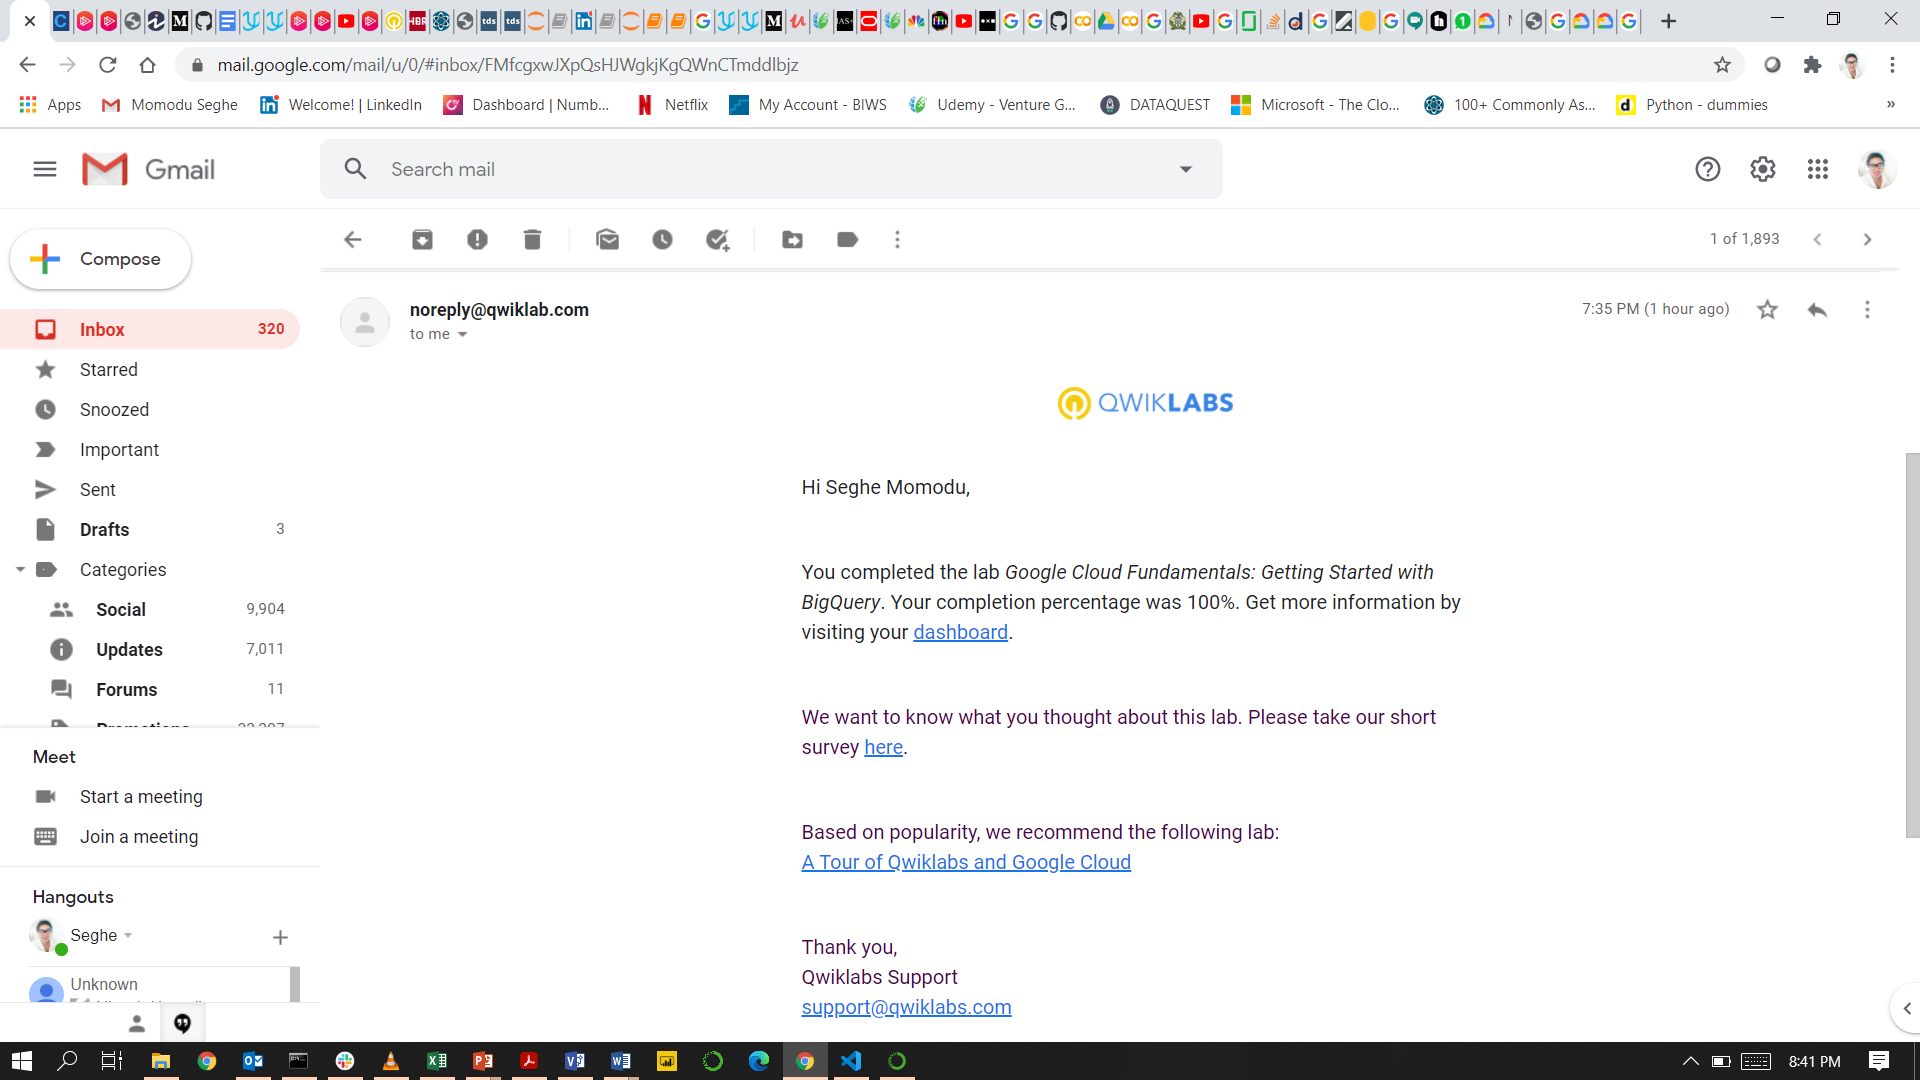 mail.google.com/mail/u/0/#inbox/FMfcgxwJXpQsHJWgkjKgQWnCTmddlbjz
Apps Momodu Seghe Welcome! | LinkedIn Dashboard | Numb... Netflix My Account - BIWS Udemy - Venture G... DATAQUEST Microsoft - The Clo... 100+ Commonly As... Python - dummies »
Gmail
Search mail
1 of 1,893
Compose
Inbox 320
Starred
Snoozed
Important
Sent
Drafts 3
Categories
Social 9,904
Updates 7,011
Forums 11
Meet
Start a meeting
Join a meeting
Hangouts
Seghe
Unknown
noreply@qwiklab.com
7:35 PM (1 hour ago)
to me
QWIKLABS
Hi Seghe Momodu,
You completed the lab Google Cloud Fundamentals: Getting Started with
BigQuery. Your completion percentage was 100%. Get more information by
visiting your dashboard.
We want to know what you thought about this lab. Please take our short
survey here.
Based on popularity, we recommend the following lab:
A Tour of Qwiklabs and Google Cloud
Thank you,
Qwiklabs Support
support@qwiklabs.com
8:41 PM